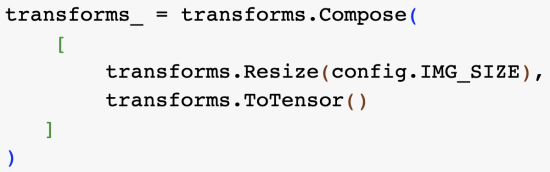 transforms_ = transforms.Compose(
[
transforms.Resize(config.IMG_SIZE),
transforms.ToTensor()
]
)